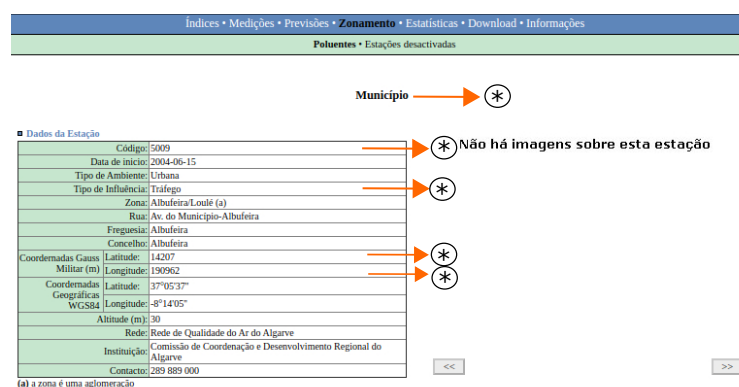 Índices • Medições • Previsões • Zonamento • Estatísticas • Download • Informações
Poluentes • Estações desactivadas
Município
Dados da Estação
Não há imagens sobre esta estação
Código: 5009
Data de inicio: 2004-06-15
Tipo de Ambiente: Urbana
Tipo de Influência: Tráfego
Zona: Albufeira/Loulé (a)
Rua: Av. do Município-Albufeira
Freguesia: Albufeira
Concelho: Albufeira
Coordernadas Gauss Militar (m) Latitude: 14207
Longitude: 190962
Coordernadas Geográficas WGS84 Latitude: 37°05'37"
Longitude: -8°14'05"
Altitude (m): 30
Rede: Rede de Qualidade do Ar do Algarve
Instituição: Comissão de Coordenação e Desenvolvimento Regional do
Algarve
Contacto: 289 889 000
(a) a zona é uma aglomeração
<< >>